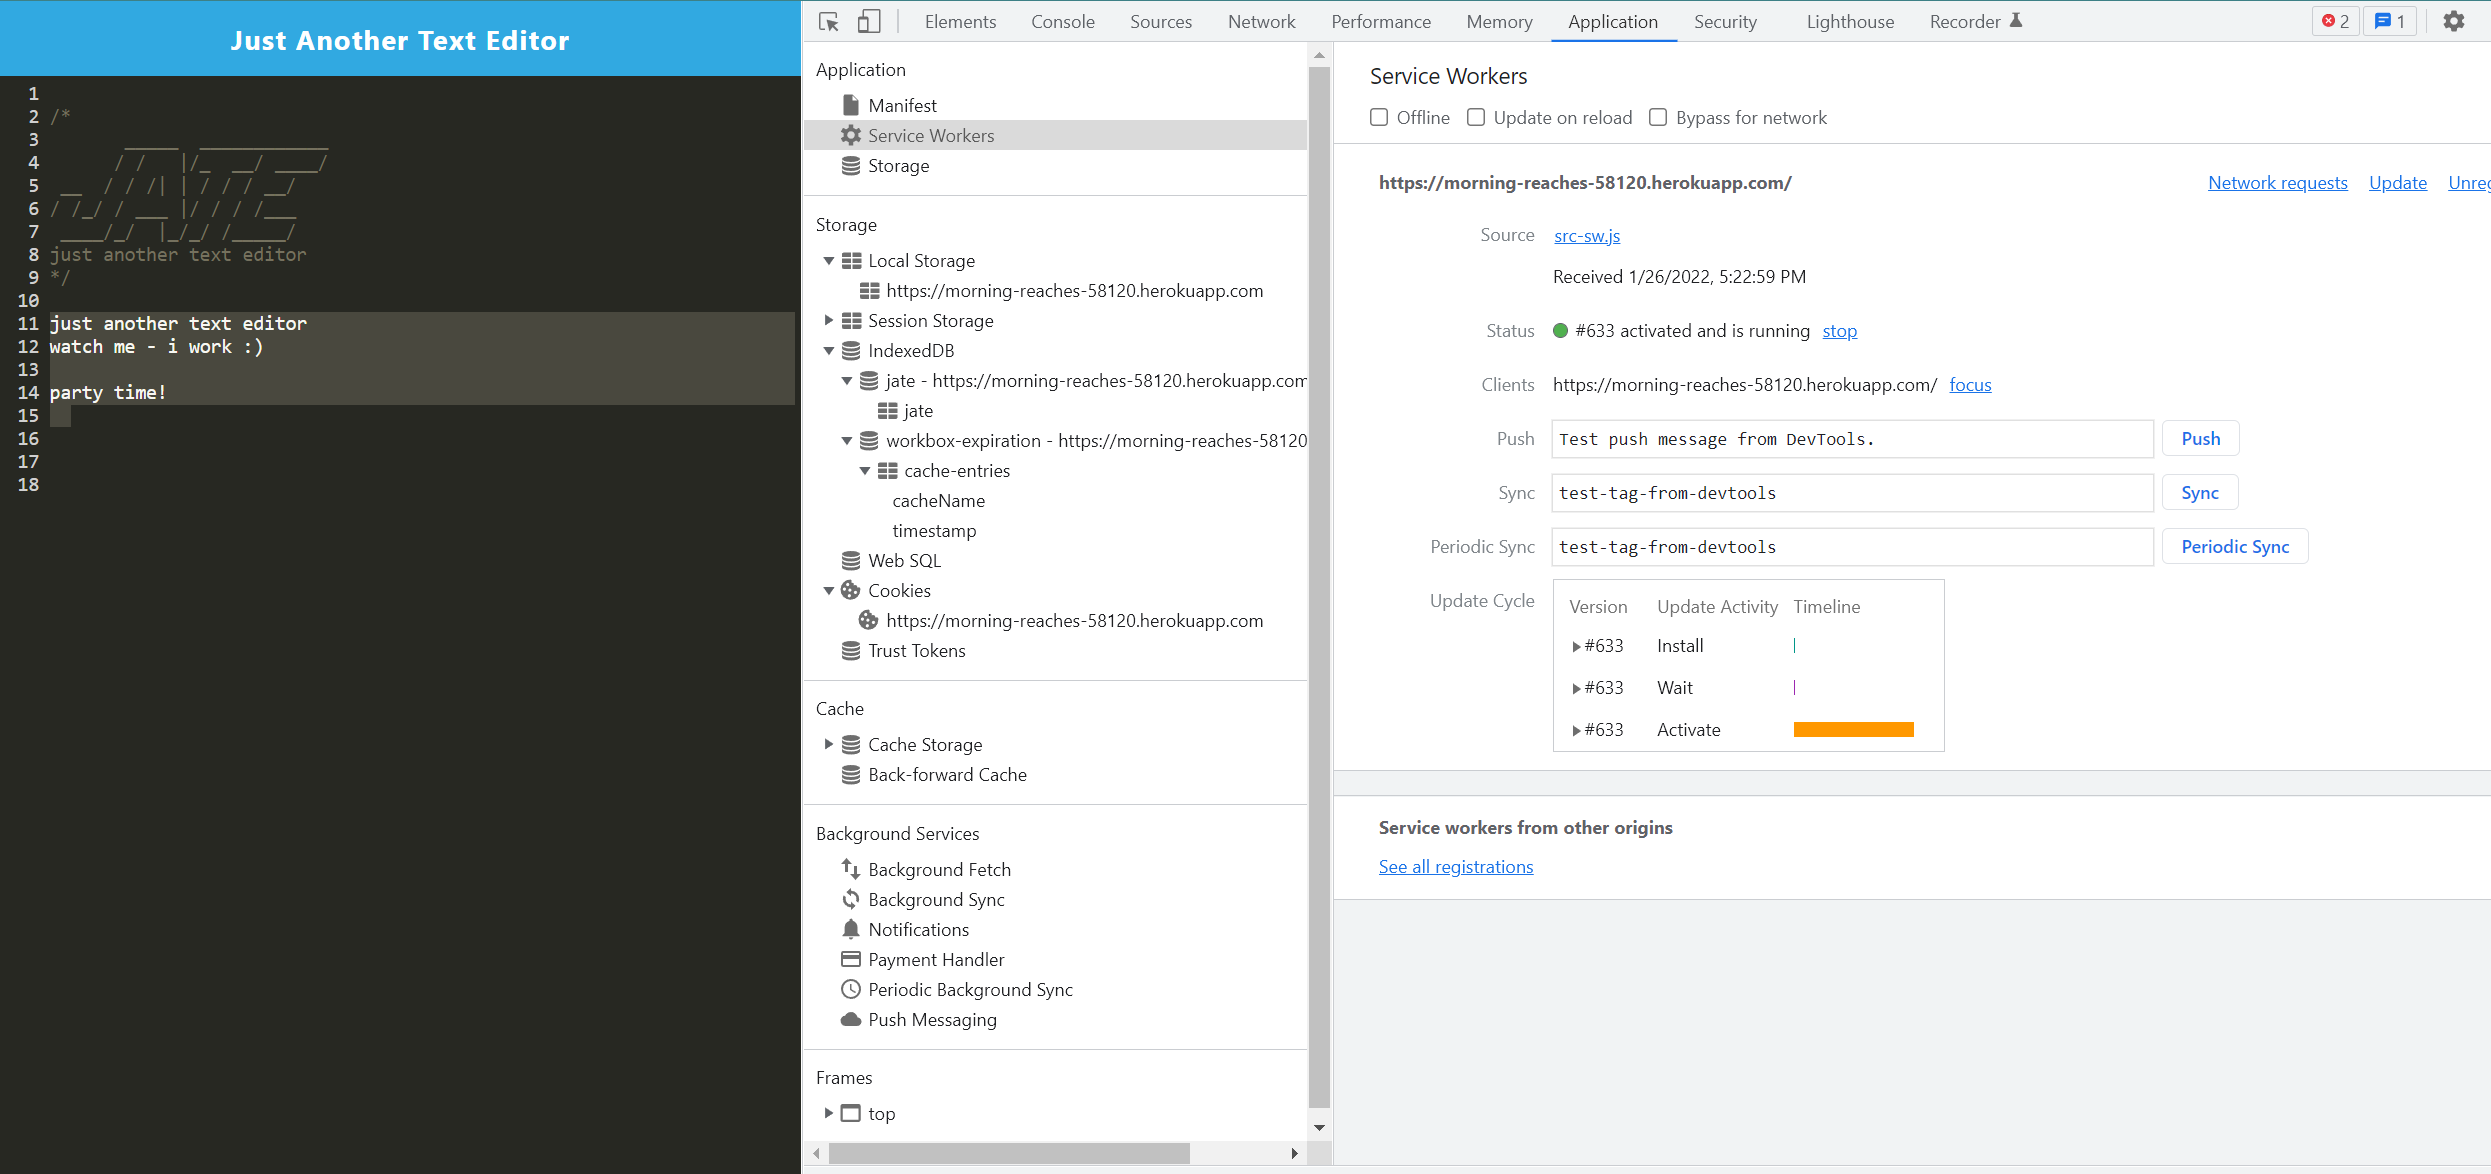 Just Another Text Editor
1
2 /*
3
4
5
6
7
8 just another text editor
9 */
10
11 just another text editor
12 watch me - i work :)
13
14 party time!
15
16
17
18
Elements Console Sources Network Performance Memory Application Security Lighthouse Recorder 2 1
Application
Manifest
Service Workers
Storage
Storage
Local Storage
https://morning-reaches-58120.herokuapp.com
Session Storage
IndexedDB
jate - https://morning-reaches-58120.herokuapp.com
jate
workbox-expiration - https://morning-reaches-58120
cache-entries
cacheName
timestamp
Web SQL
Cookies
https://morning-reaches-58120.herokuapp.com
Trust Tokens
Cache
Cache Storage
Back-forward Cache
Background Services
Background Fetch
Background Sync
Notifications
Payment Handler
Periodic Background Sync
Push Messaging
Frames
top
Service Workers
Offline Update on reload Bypass for network
https://morning-reaches-58120.herokuapp.com/ Network requests Update Unreg
Source src-sw.js
Received 1/26/2022, 5:22:59 PM
Status #633 activated and is running stop
Clients https://morning-reaches-58120.herokuapp.com/ focus
Push Test push message from DevTools. Push
Sync test-tag-from-devtools Sync
Periodic Sync test-tag-from-devtools Periodic Sync
Update Cycle Version Update Activity Timeline
#633 Install
#633 Wait
#633 Activate
Service workers from other origins
See all registrations